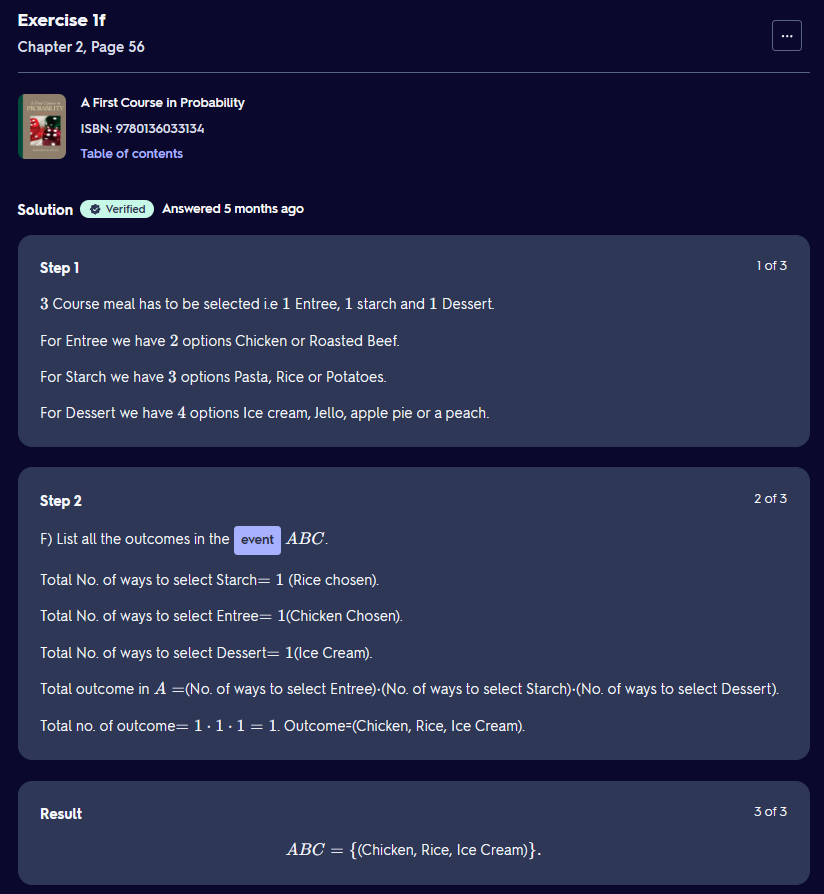 Exercise 1f
Chapter 2, Page 56
...
A First Course in
PROBABILITY
A First Course in Probability
ISBN: 9780136033134
Table of contents
Solution Verified Answered 5 months ago
Step 1 1 of 3
3 Course meal has to be selected i.e 1 Entree, 1 starch and 1 Dessert.
For Entree we have 2 options Chicken or Roasted Beef.
For Starch we have 3 options Pasta, Rice or Potatoes.
For Dessert we have 4 options Ice cream, Jello, apple pie or a peach.
Step 2 2 of 3
F) List all the outcomes in the event ABC.
Total No. of ways to select Starch= 1 (Rice chosen).
Total No. of ways to select Entree= 1(Chicken Chosen).
Total No. of ways to select Dessert= 1(Ice Cream).
Total outcome in A =(No. of ways to select Entree)·(No. of ways to select Starch)·(No. of ways to select Dessert).
Total no. of outcome= 1 · 1 · 1 = 1. Outcome=(Chicken, Rice, Ice Cream).
Result 3 of 3
ABC = {(Chicken, Rice, Ice Cream)}.